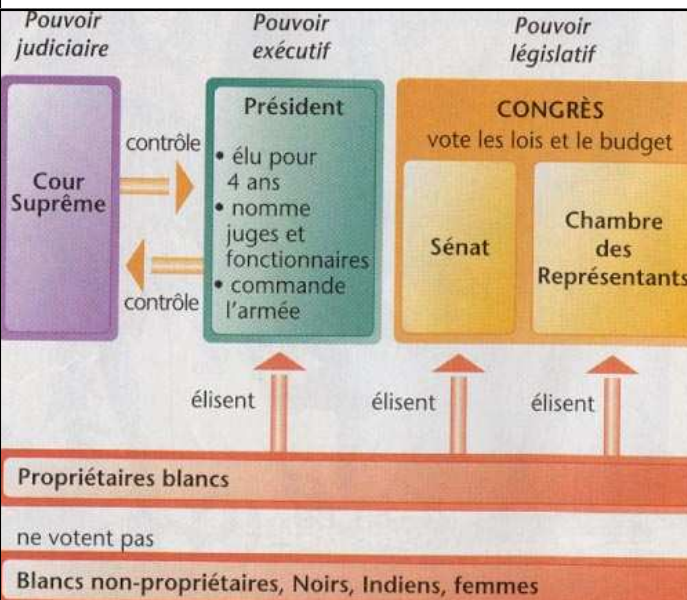 Pouvoir
judiciaire
Pouvoir
exécutif
Pouvoir
législatif
Cour
Suprême
contrôle
contrôle
Président
• élu pour
4 ans
• nomme
juges et
fonctionnaires
• commande
l'armée
CONGRÈS
vote les lois et le budget
Sénat
Chambre
des
Représentants
élisent
élisent
élisent
Propriétaires blancs
ne votent pas
Blancs non-propriétaires, Noirs, Indiens, femmes